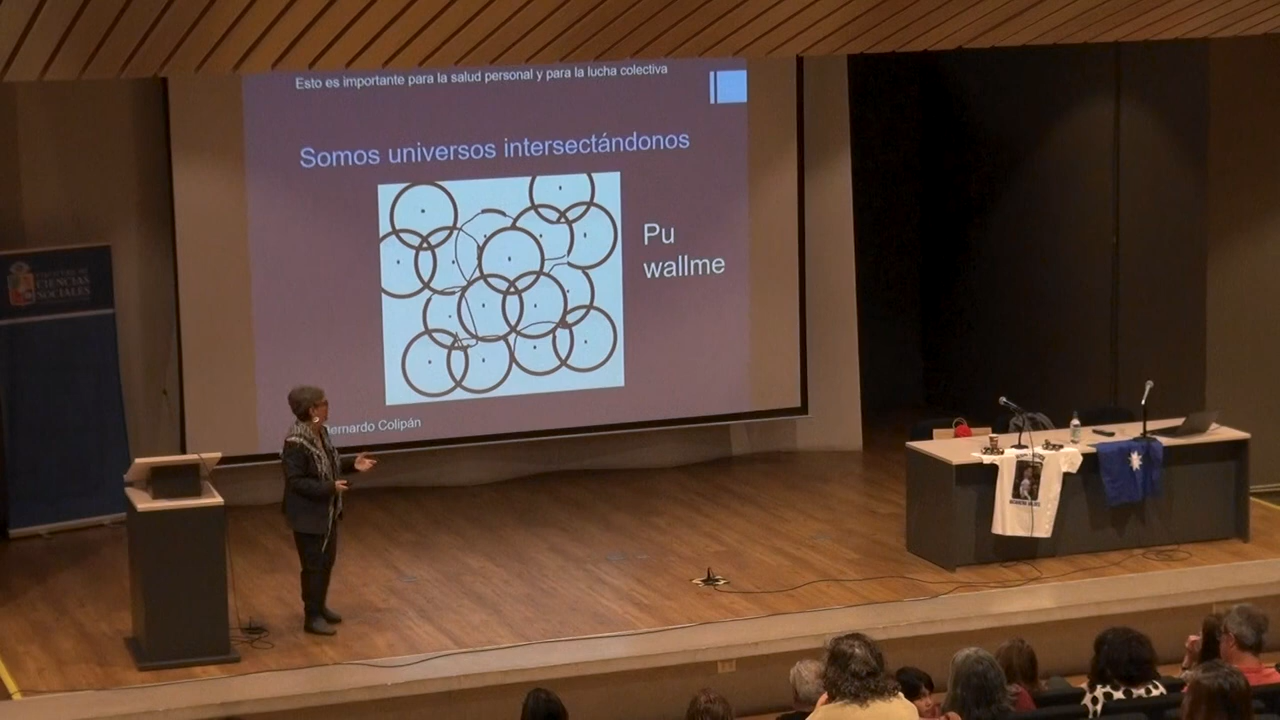 Esto es importante para la salud personal y para la lucha colectiva
Somos universos intersectándonos
Pu
wallme
Bernardo Colipán
CIENCIAS
SOCIALES